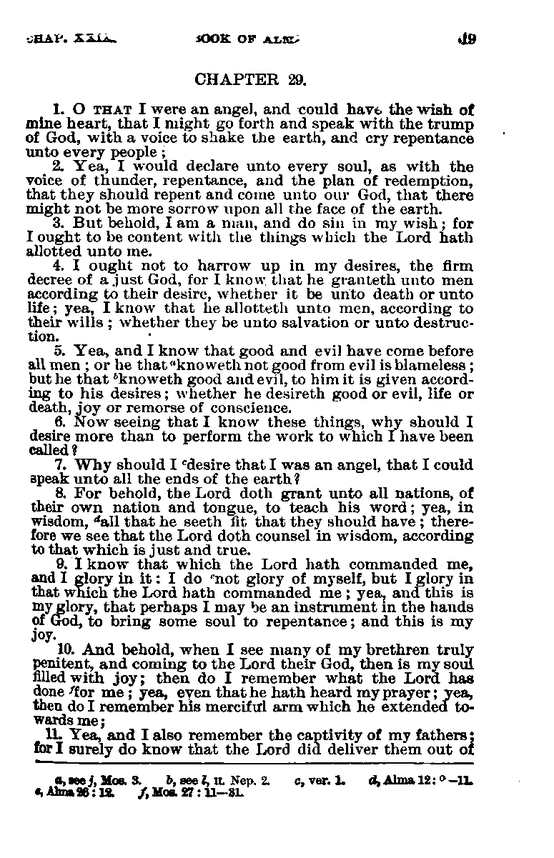 CHAP. XXIX. BOOK OF ALMA
CHAPTER 29.
1. O THAT I were an angel, and could have the wish of
mine heart, that I might go forth and speak with the trump
of God, with a voice to shake the earth, and cry repentance
unto every people ;
2. Yea, I would declare unto every soul, as with the
voice of thunder, repentance, and the plan of redemption,
that they should repent and come unto our God, that there
might not be more sorrow upon all the face of the earth.
3. But behold, I am a man, and do sin in my wish ; for
I ought to be content with the things which the Lord hath
allotted unto me.
4. I ought not to harrow up in my desires, the firm
decree of a just God, for I know that he granteth unto men
according to their desire, whether it be unto death or unto
life ; yea, I know that he allotteth unto men, according to
their wills ; whether they be unto salvation or unto destruc-
tion.
5. Yea, and I know that good and evil have come before
all men ; or he that ᵃknoweth not good from evil is blameless ;
but he that ᵇknoweth good and evil, to him it is given accord-
ing to his desires ; whether he desireth good or evil, life or
death, joy or remorse of conscience.
6. Now seeing that I know these things, why should I
desire more than to perform the work to which I have been
called ?
7. Why should I ᶜdesire that I was an angel, that I could
speak unto all the ends of the earth ?
8. For behold, the Lord doth grant unto all nations, of
their own nation and tongue, to teach his word ; yea, in
wisdom, ᵈall that he seeth fit that they should have ; there-
fore we see that the Lord doth counsel in wisdom, according
to that which is just and true.
9. I know that which the Lord hath commanded me,
and I glory in it : I do ᵉnot glory of myself, but I glory in
that which the Lord hath commanded me ; yea, and this is
my glory, that perhaps I may be an instrument in the hands
of God, to bring some soul to repentance ; and this is my
joy.
10. And behold, when I see many of my brethren truly
penitent, and coming to the Lord their God, then is my soul
filled with joy ; then do I remember what the Lord has
done ᶠfor me ; yea, even that he hath heard my prayer ; yea,
then do I remember his merciful arm which he extended to-
wards me ;
11. Yea, and I also remember the captivity of my fathers ;
for I surely do know that the Lord did deliver them out of
a, see j, Mos. 3. b, see l, II. Nep. 2. c, ver. 1. d, Alma 12 : —11.
e, Alma 26 : 12. f, Mos. 27 : 11—31.